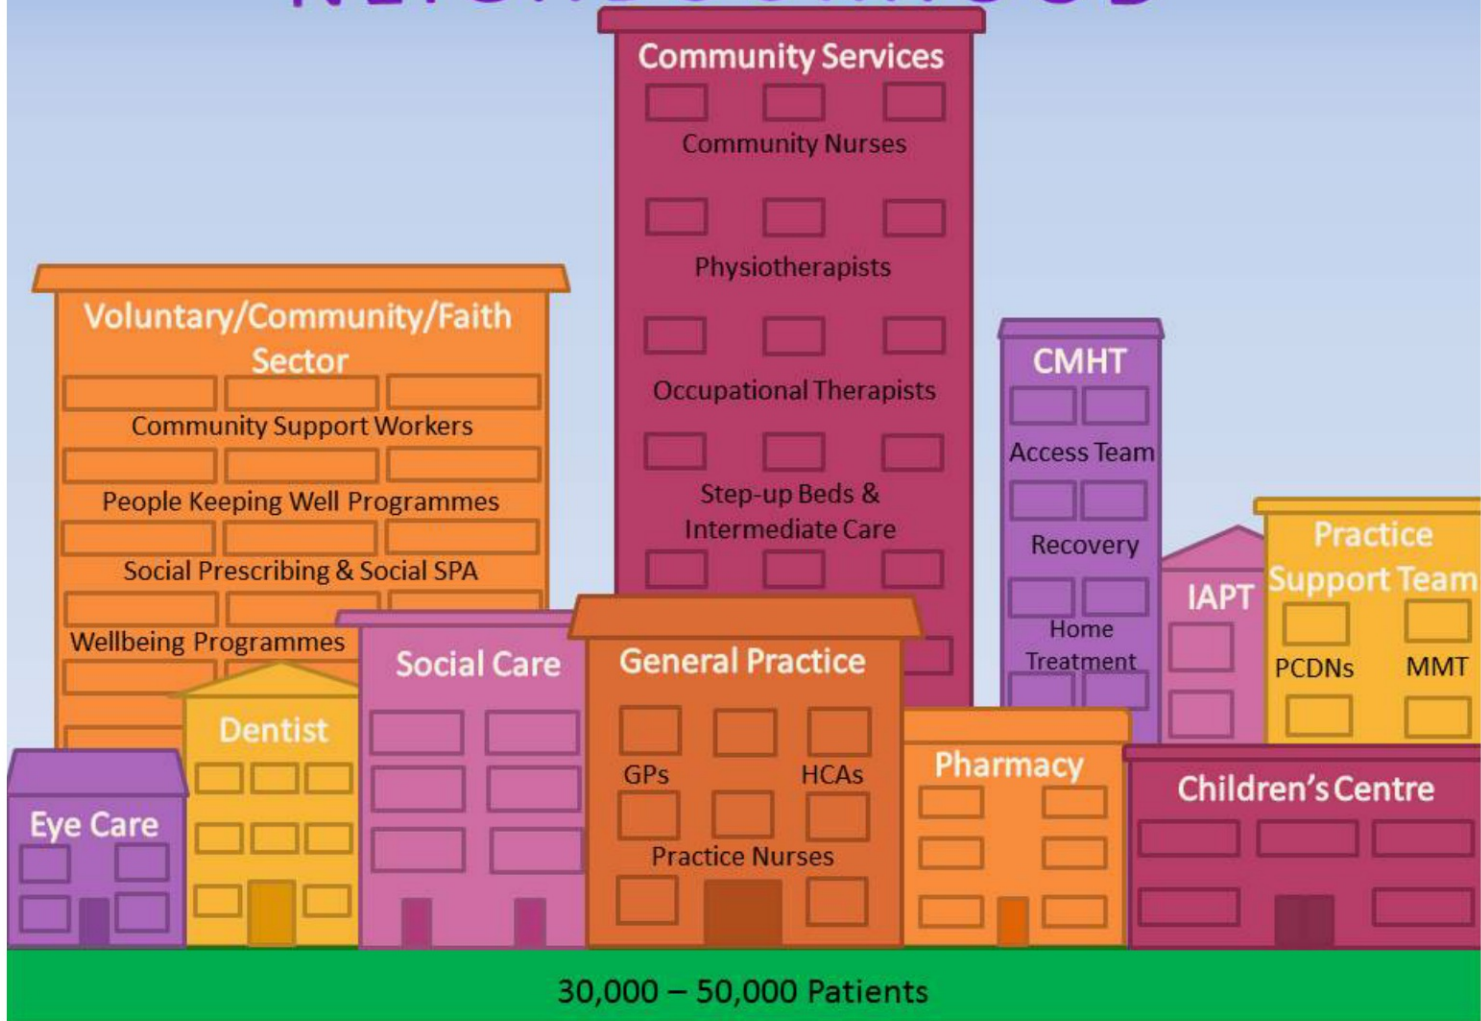 NEIGHBOURHOOD
Community Services
Community Nurses
Physiotherapists
Occupational Therapists
Step-up Beds &
Intermediate Care
Voluntary/Community/Faith
Sector
Community Support Workers
People Keeping Well Programmes
Social Prescribing & Social SPA
Wellbeing Programmes
CMHT
Access Team
Recovery
Home
Treatment
IAPT
Practice
Support Team
PCDNs MMT
Eye Care
Dentist
Social Care
General Practice
GPs HCAs
Practice Nurses
Pharmacy
Children's Centre
30,000 – 50,000 Patients